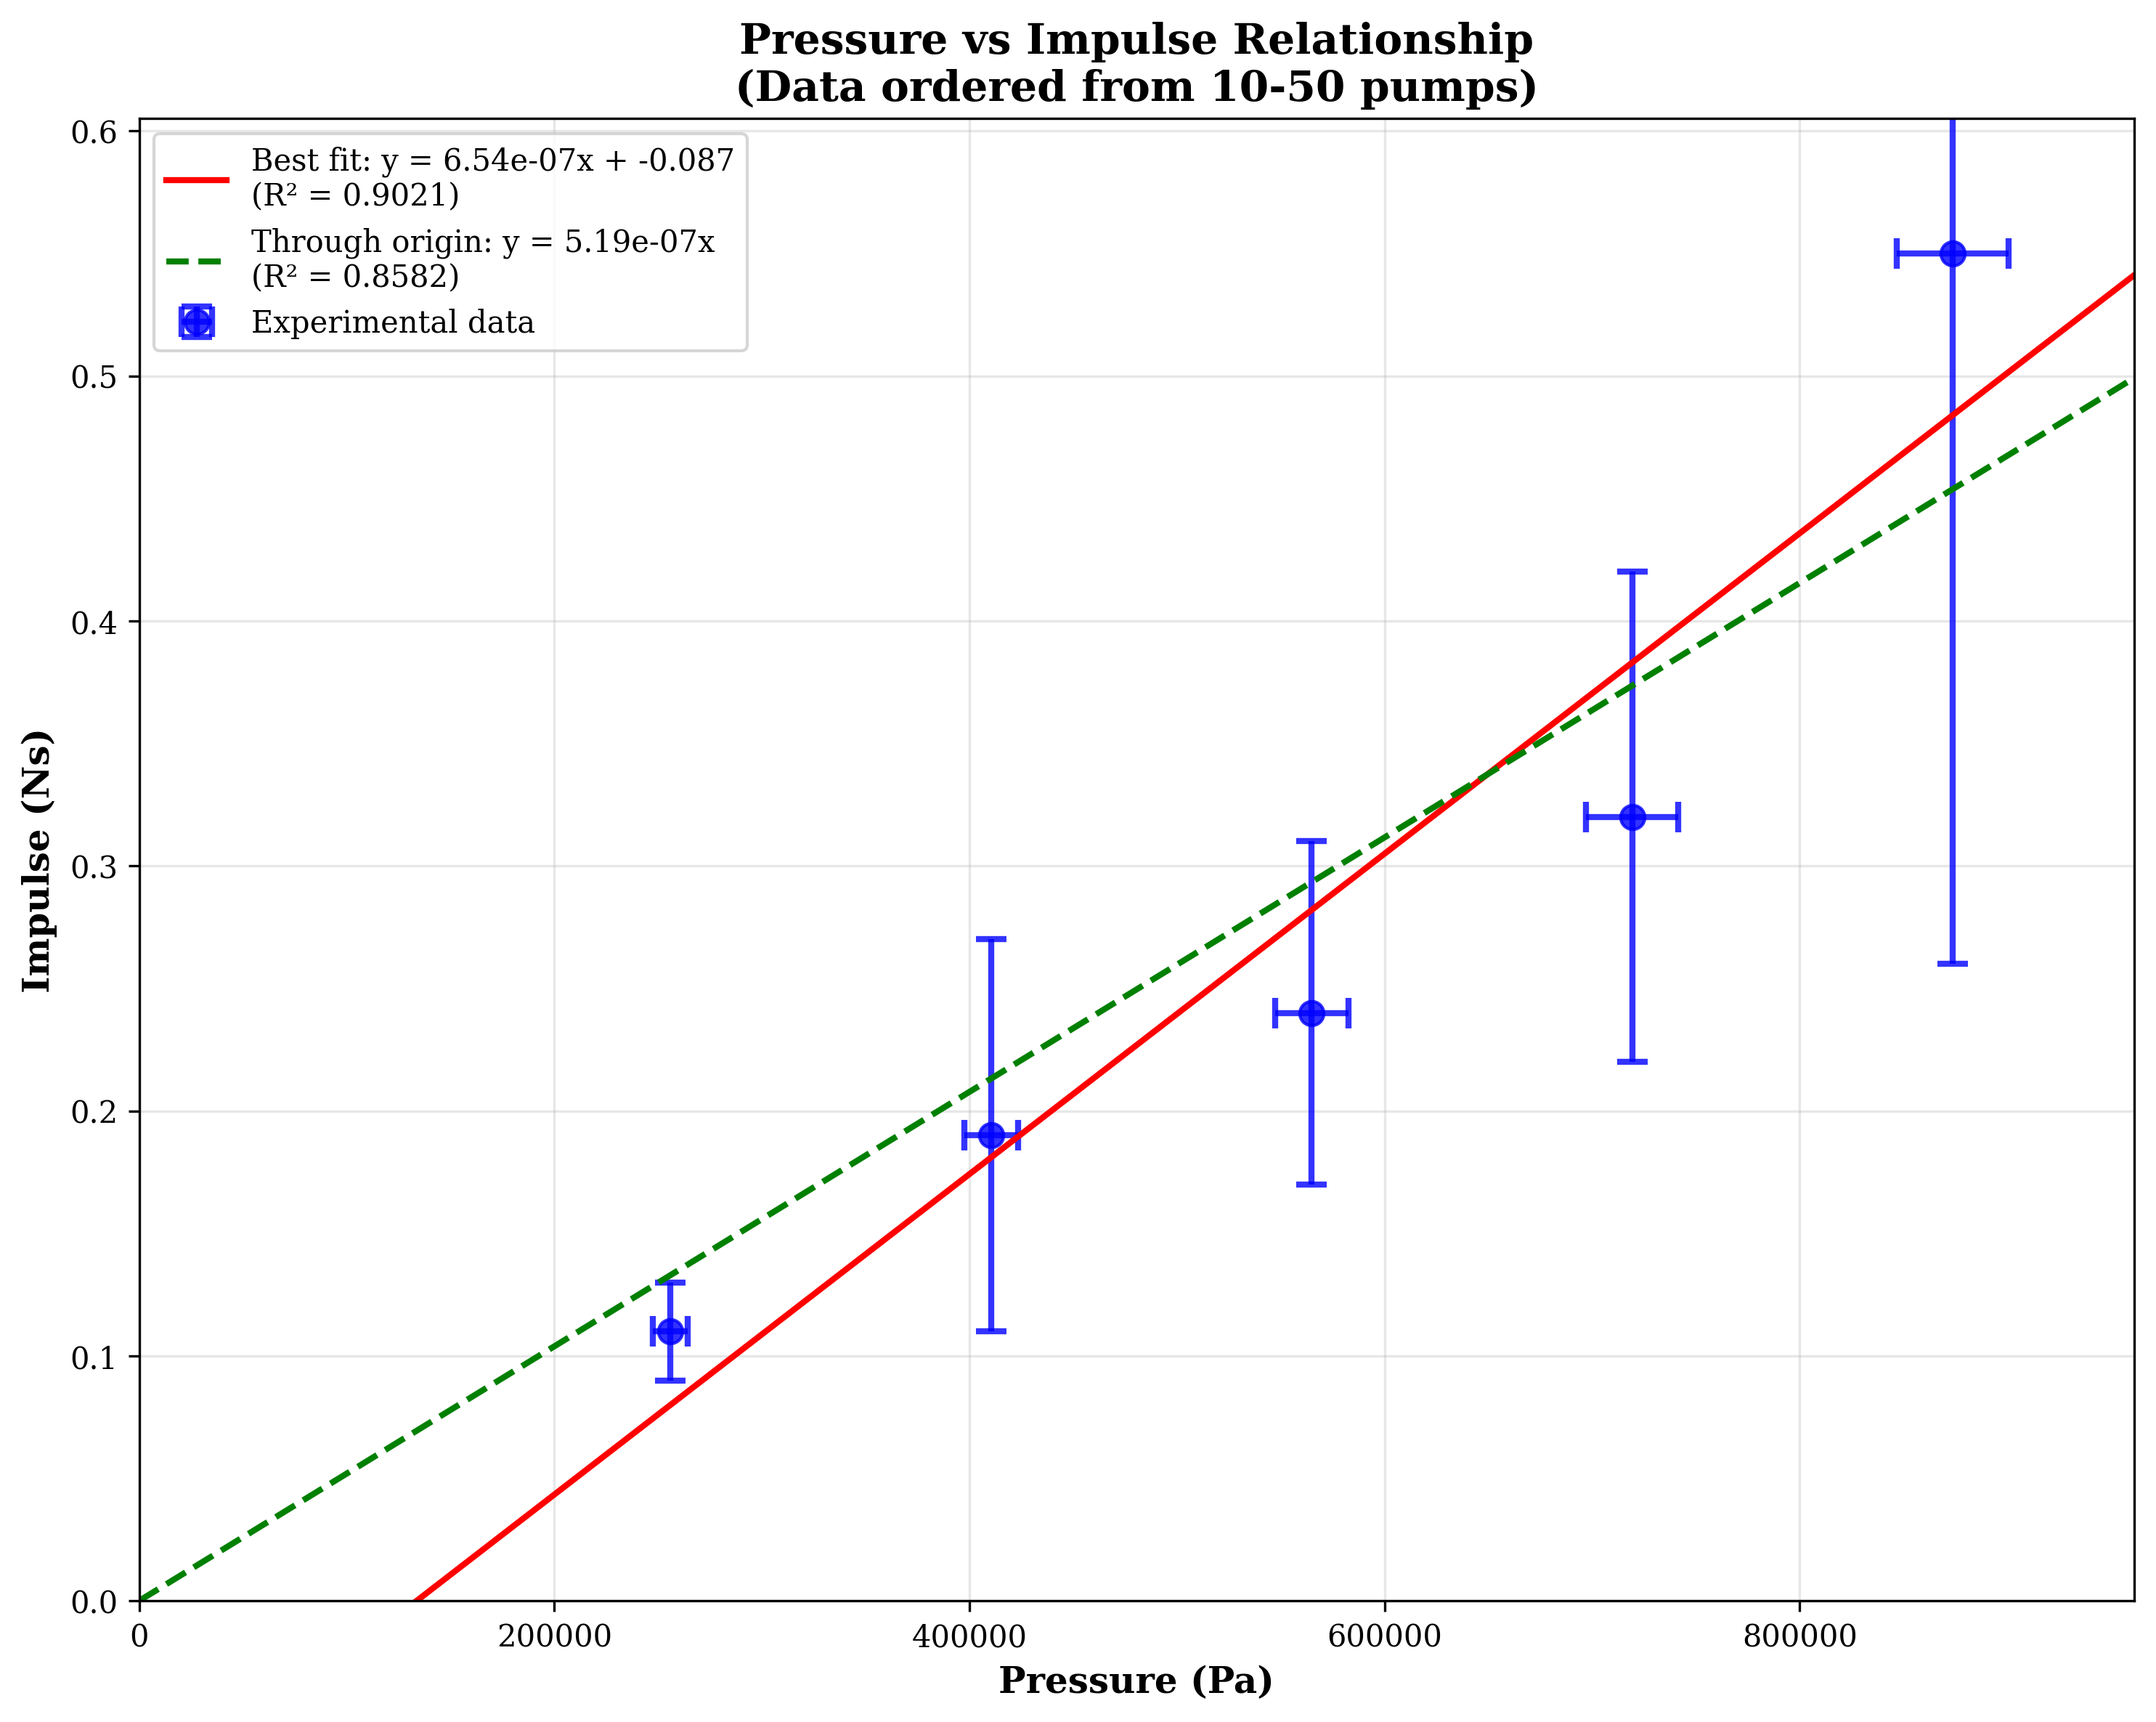 Pressure vs Impulse Relationship
(Data ordered from 10-50 pumps)
Best fit: y = 6.54e-07x + -0.087
(R² = 0.9021)
Through origin: y = 5.19e-07x
(R² = 0.8582)
Experimental data
0.6
0.5
0.4
0.3
0.2
0.1
0.0
Impulse (Ns)
0 200000 400000 600000 800000
Pressure (Pa)